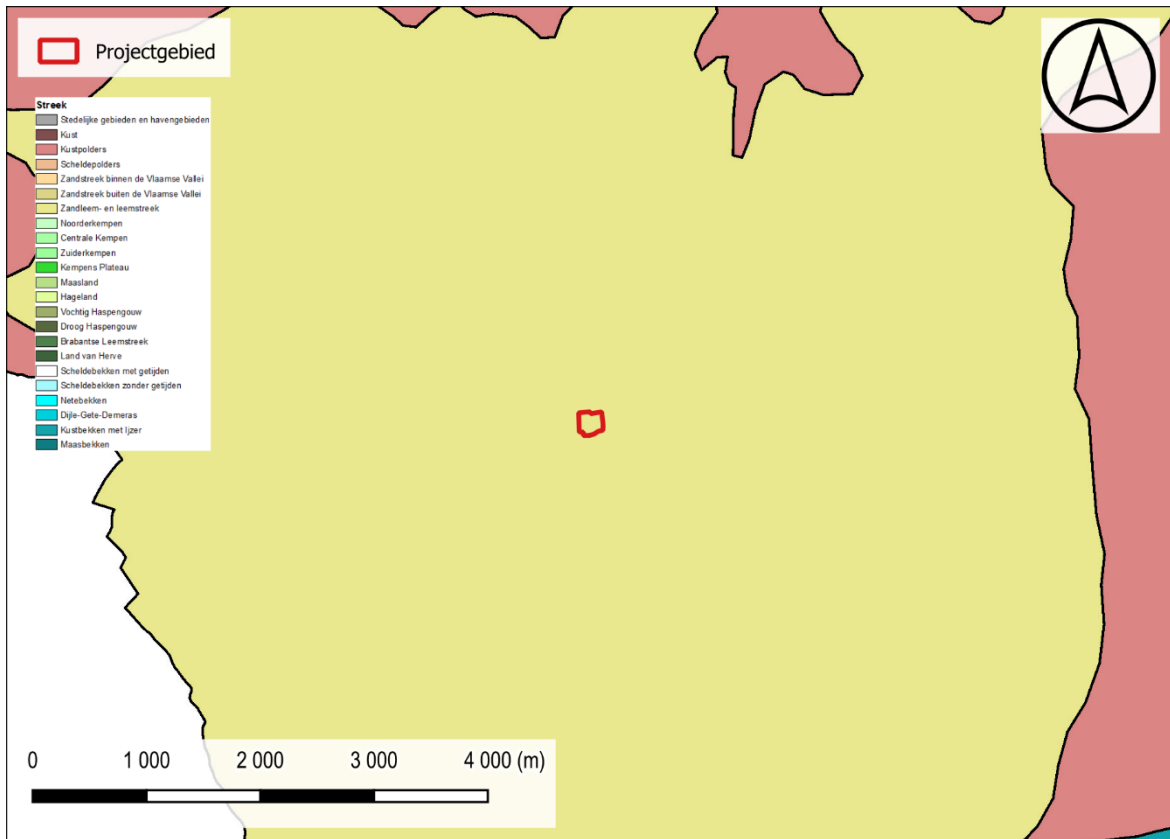 Projectgebied
Streek
Stedelijke gebieden en havengebieden
Kust
Kustpolders
Scheldepolders
Zandstreek binnen de Vlaamse Vallei
Zandstreek buiten de Vlaamse Vallei
Zandleem- en leemstreek
Noorderkempen
Centrale Kempen
Zuiderkempen
Kempens Plateau
Maasland
Hageland
Vochtig Haspengouw
Droog Haspengouw
Brabantse Leemstreek
Land van Herve
Scheldebekken met getijden
Scheldebekken zonder getijden
Netebekken
Dijle-Gete-Demeras
Kustbekken met Ijzer
Maasbekken
0 1 000 2 000 3 000 4 000 (m)